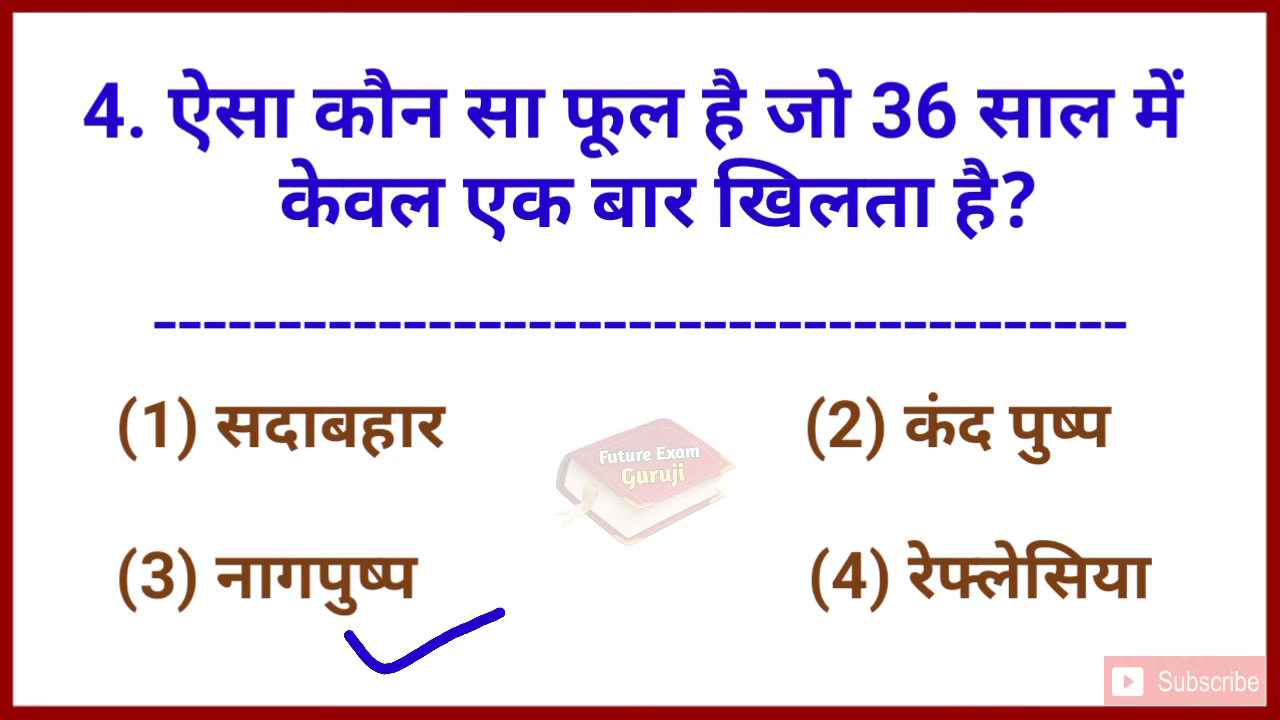 4. ऐसा कौन सा फूल है जो 36 साल में
केवल एक बार खिलता है?
---------------------------------------
(1) सदाबहार
(2) कंद पुष्प
Future Exam
Guruji
(3) नागपुष्प
(4) रेफ्लेसिया
Subscribe